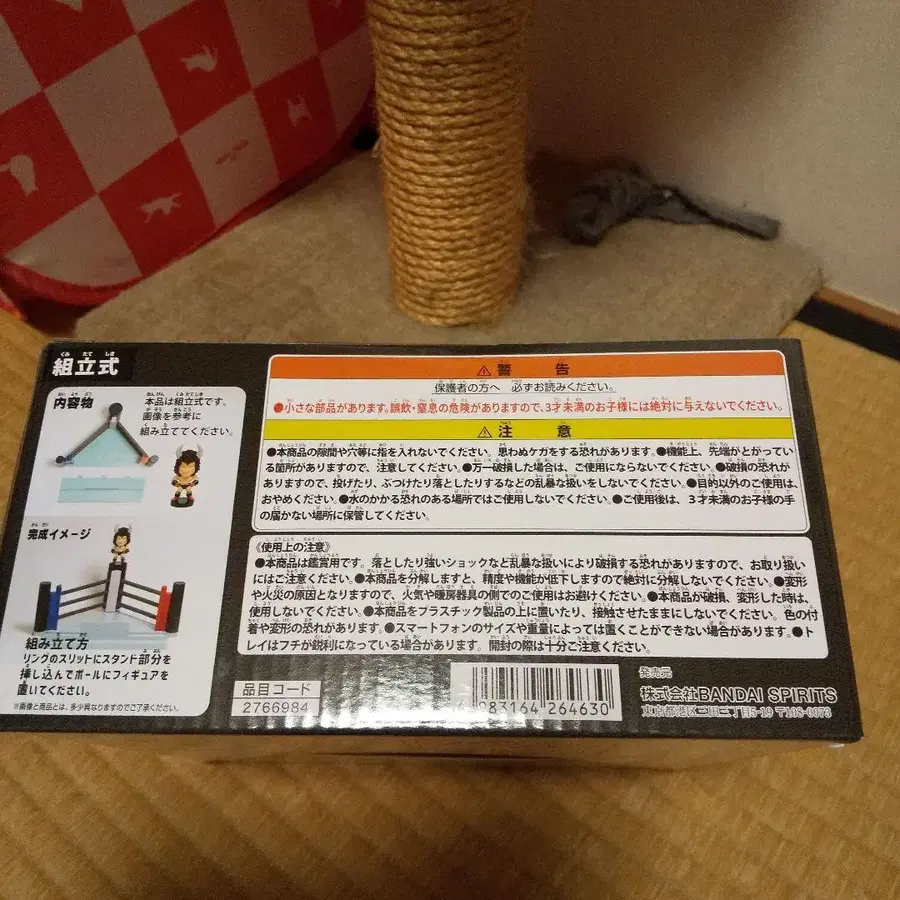 組立式
内容物
本品は組立式です。
画像を参考に
組み立ててください。
完成イメージ
組み立て方
リングのスリットにスタンド部分を
挿し込んでポールにフィギュアを
置いてください。
※画像と商品とは、多少異なりますのでご了承ください。
⚠警告
保護者の方へ 必ずお読みください。
●小さな部品があります。誤飲・窒息の危険がありますので、3才未満のお子様には絶対に与えないでください。
⚠注意
●本商品の隙間や穴等に指を入れないでください。思わぬケガをする恐れがあります。●機能上、先端がとがってい
る箇所がありますので、注意してください。●万一破損した場合は、ご使用にならないでください。●破損の恐れが
ありますので、投げたり、ぶつけたり落としたりするなどの乱暴な扱いをしないでください。●目的以外のご使用は、
おやめください。●水のかかる恐れのある場所ではご使用しないでください。●ご使用後は、3才未満のお子様の手
の届かない場所に保管してください。
《使用上の注意》
●本商品は鑑賞用です。落としたり強いショックなど乱暴な扱いにより破損する恐れがありますので、お取り扱い
にはご注意ください。●本商品を分解しますと、精度や機能が低下しますので絶対に分解しないでください。●変形
や火災の原因となりますので、火気や暖房器具の側でのご使用はお避けください。●本商品が破損、変形した時は、
使用しないでください。●本商品をプラスチック製品の上に置いたり、接触させたままにしないでください。色の付
着や変形の恐れがあります。●スマートフォンのサイズや重量によっては置くことができない場合があります。●ト
レイはフチが鋭利になっている場合があります。開封の際は十分ご注意ください。
品目コード
2766984
4 983164 264630
発売元
株式会社BANDAI SPIRITS
東京都港区三田三丁目5-19 〒108-0073